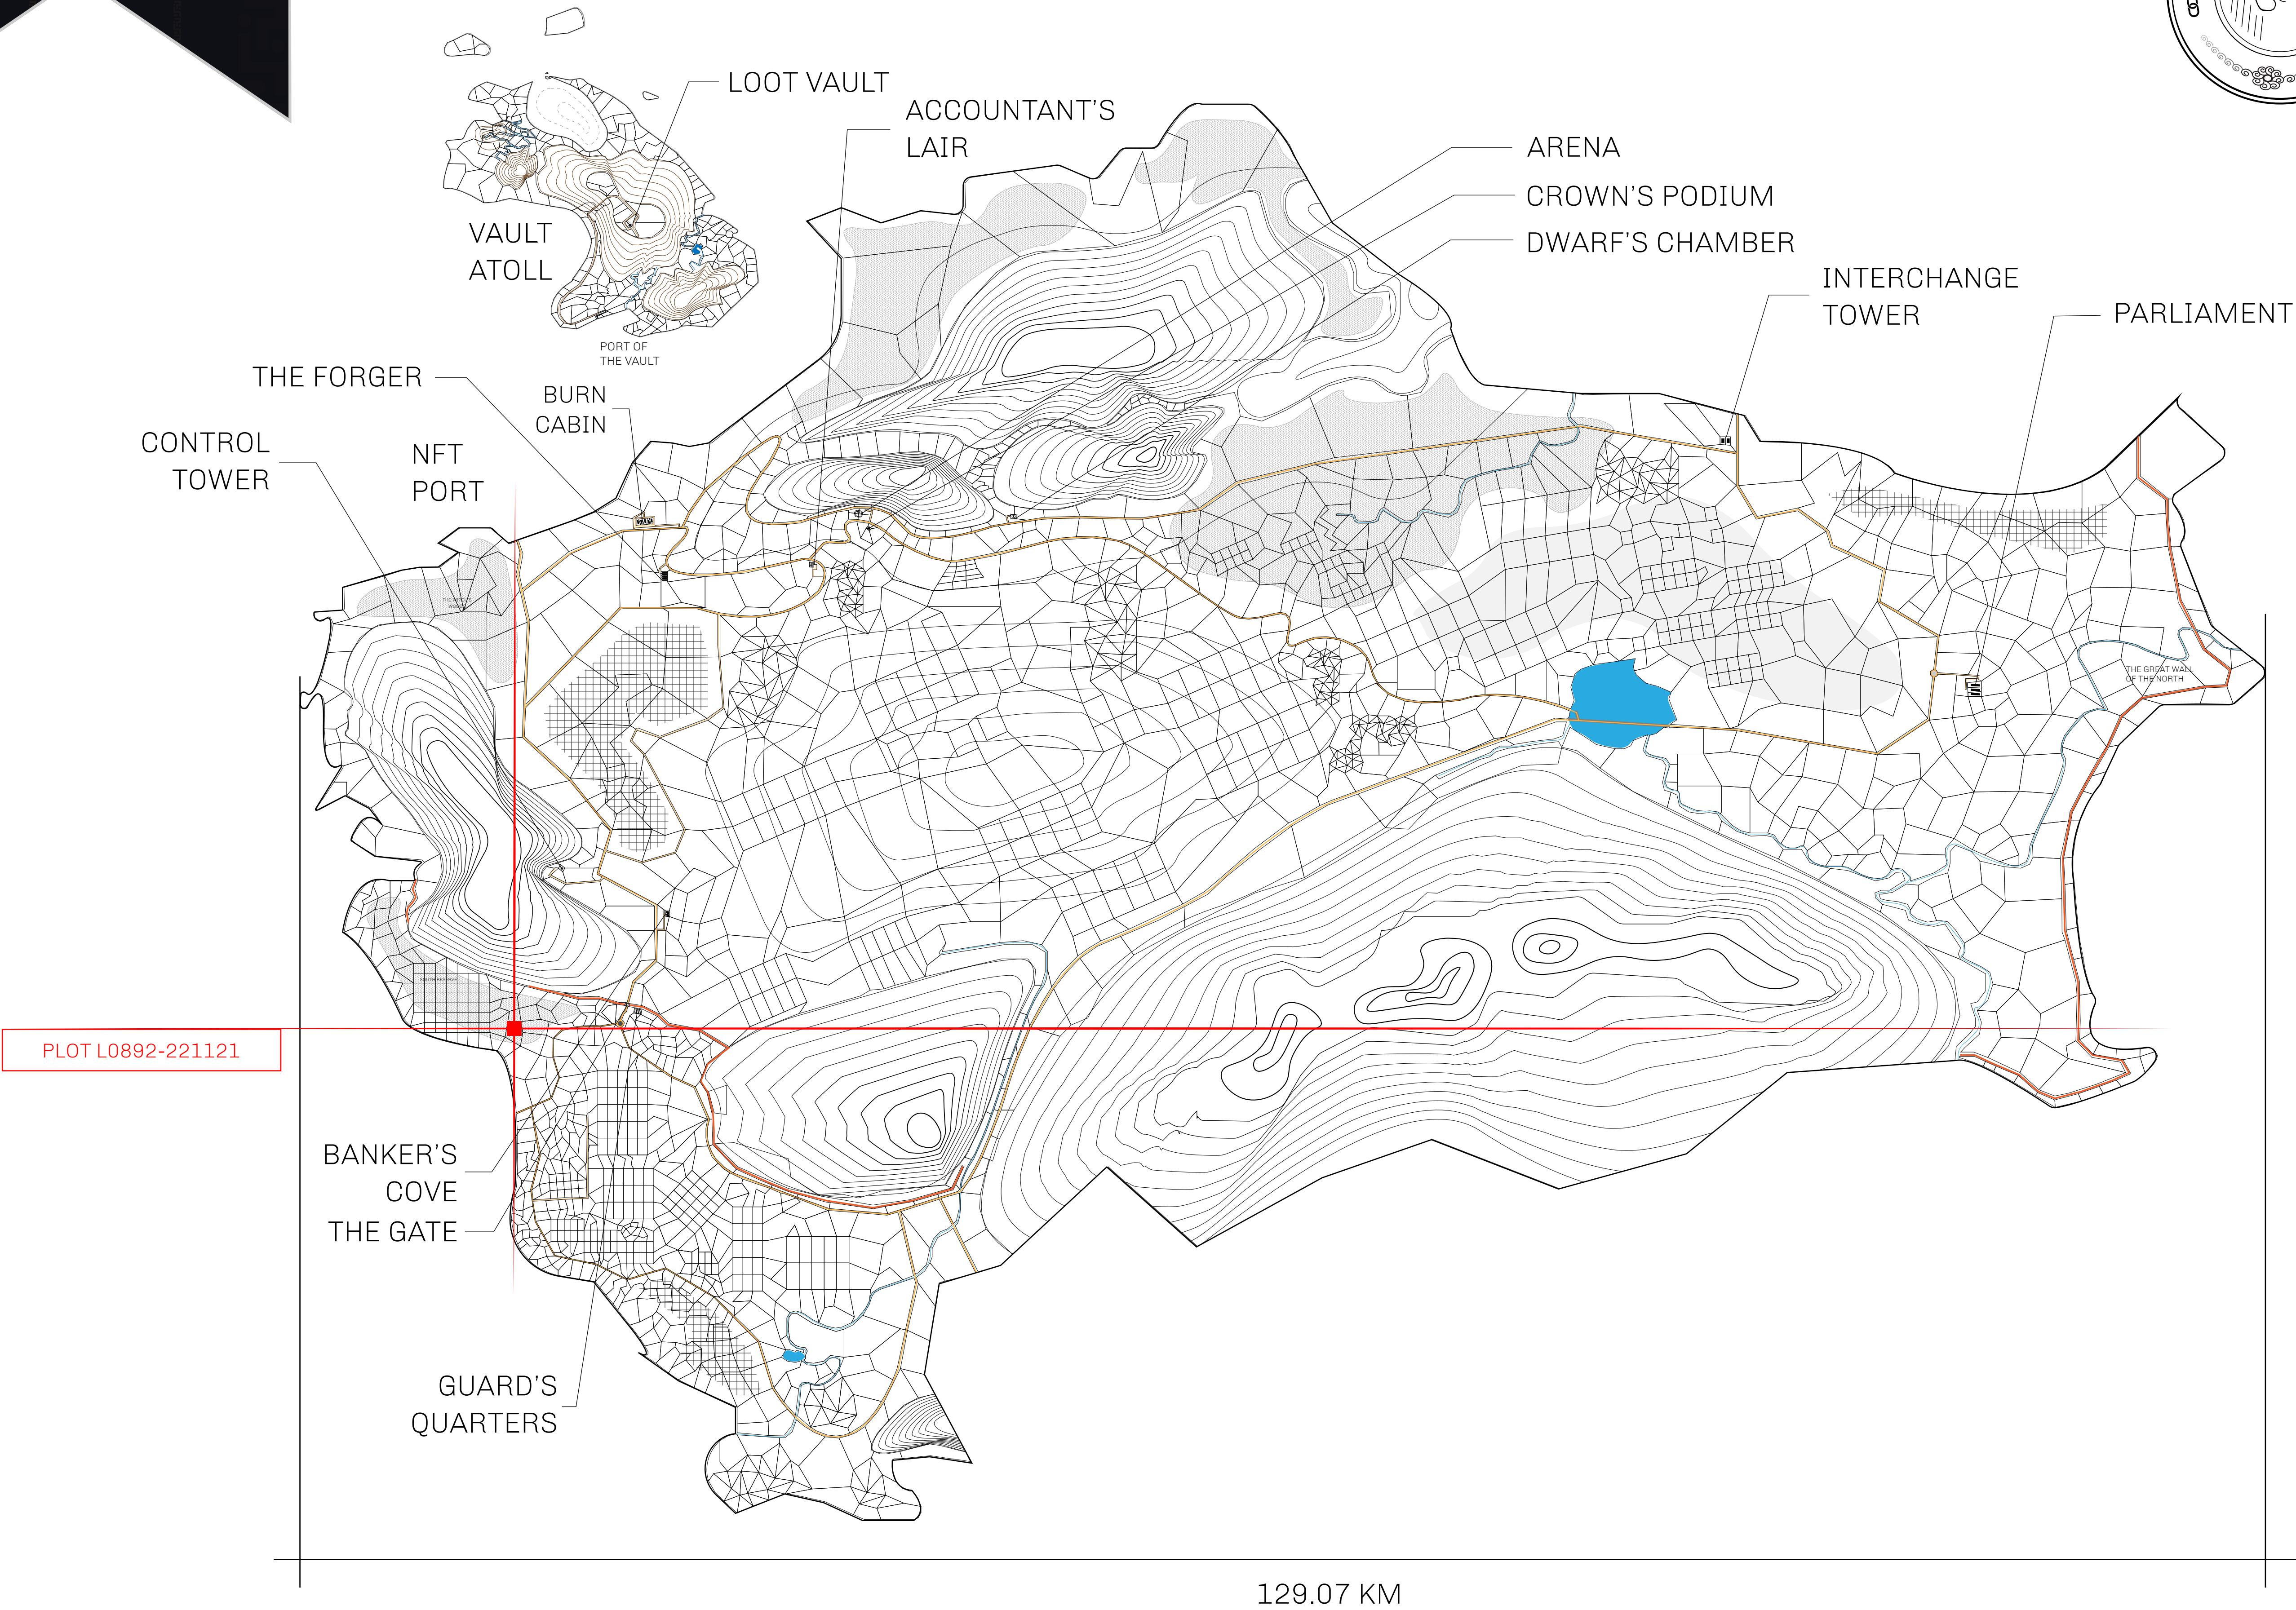 LOOT VAULT
ACCOUNTANT'S
LAIR
ARENA
CROWN'S PODIUM
DWARF'S CHAMBER
VAULT
ATOLL
INTERCHANGE
TOWER
PARLIAMENT
PORT OF
THE VAULT
THE FORGER
BURN
CABIN
CONTROL
TOWER
NFT
PORT
THE GREAT WALL
OF THE NORTH
SOUTH RESERVE
PLOT L0892-221121
BANKER'S
COVE
THE GATE
GUARD'S
QUARTERS
129.07 KM